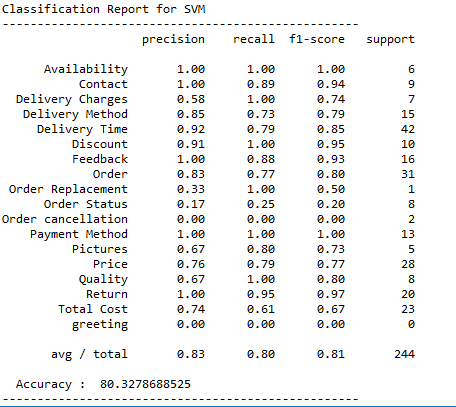 Classification Report for SVM
------------------------------------------------
precision recall f1-score support
Availability 1.00 1.00 1.00 6
Contact 1.00 0.89 0.94 9
Delivery Charges 0.58 1.00 0.74 7
Delivery Method 0.85 0.73 0.79 15
Delivery Time 0.92 0.79 0.85 42
Discount 0.91 1.00 0.95 10
Feedback 1.00 0.88 0.93 16
Order 0.83 0.77 0.80 31
Order Replacement 0.33 1.00 0.50 1
Order Status 0.17 0.25 0.20 8
Order cancellation 0.00 0.00 0.00 2
Payment Method 1.00 1.00 1.00 13
Pictures 0.67 0.80 0.73 5
Price 0.76 0.79 0.77 28
Quality 0.67 1.00 0.80 8
Return 1.00 0.95 0.97 20
Total Cost 0.74 0.61 0.67 23
greeting 0.00 0.00 0.00 0
avg / total 0.83 0.80 0.81 244
Accuracy : 80.3278688525
------------------------------------------------